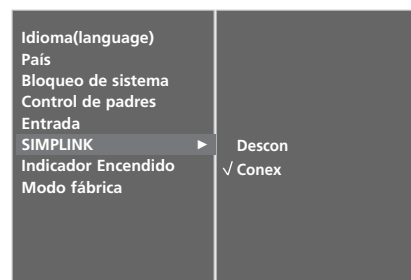 Idioma(language)
País
Bloqueo de sistema
Control de padres
Entrada
SIMPLINK ►
Indicador Encendido
Modo fábrica
Descon
√ Conex